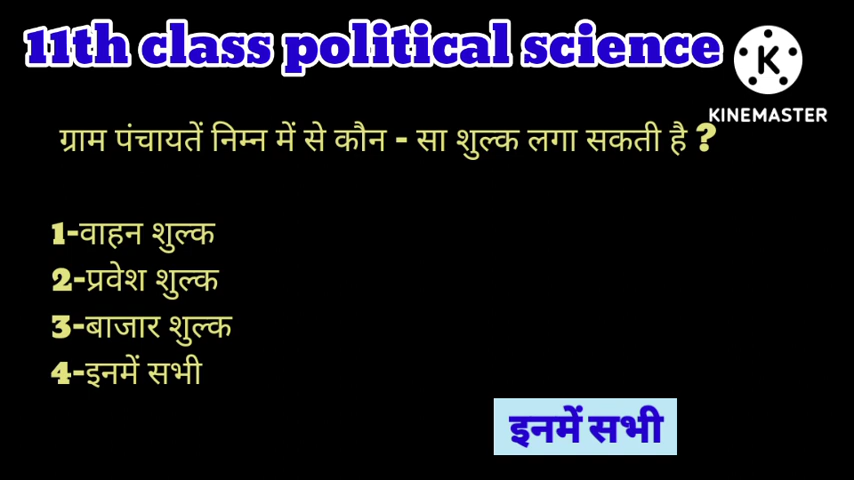 11th class political science
K
KINEMASTER
ग्राम पंचायतें निम्न में से कौन - सा शुल्क लगा सकती है ?
1-वाहन शुल्क
2-प्रवेश शुल्क
3-बाजार शुल्क
4-इनमें सभी
इनमें सभी